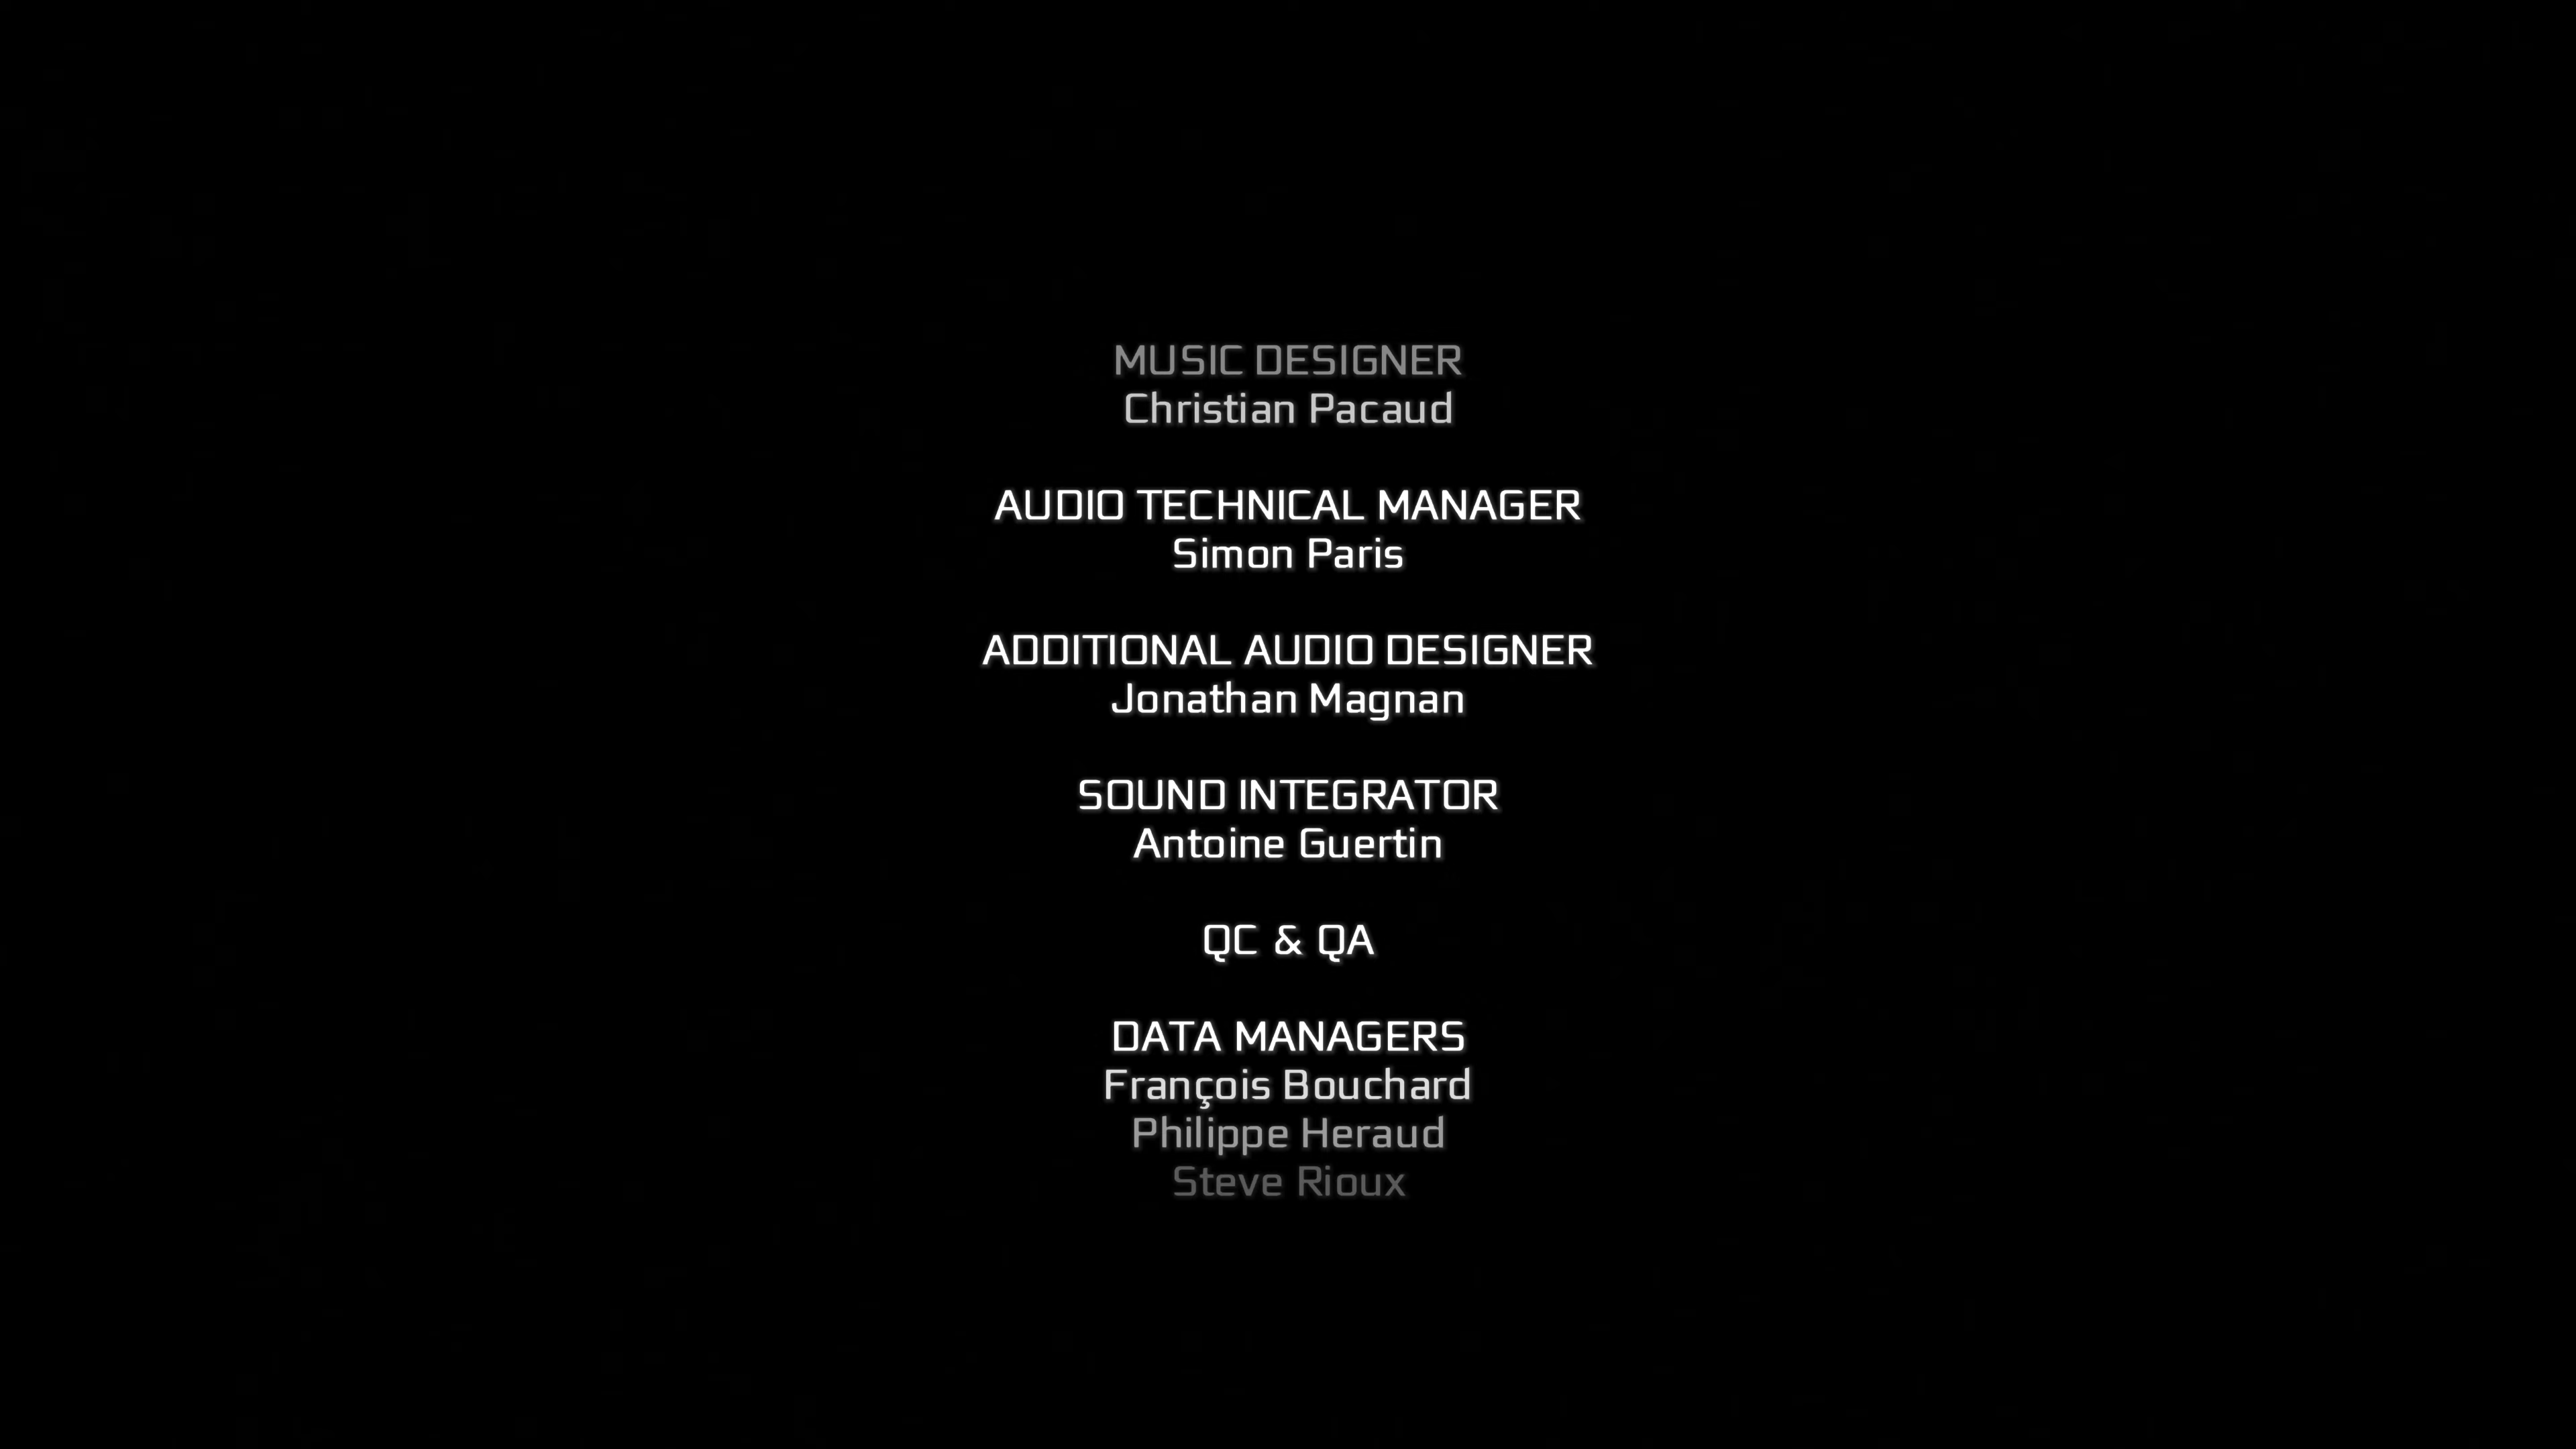 MUSIC DESIGNER
Christian Pacaud
AUDIO TECHNICAL MANAGER
Simon Paris
ADDITIONAL AUDIO DESIGNER
Jonathan Magnan
SOUND INTEGRATOR
Antoine Guertin
QC & QA
DATA MANAGERS
François Bouchard
Philippe Heraud
Steve Rioux